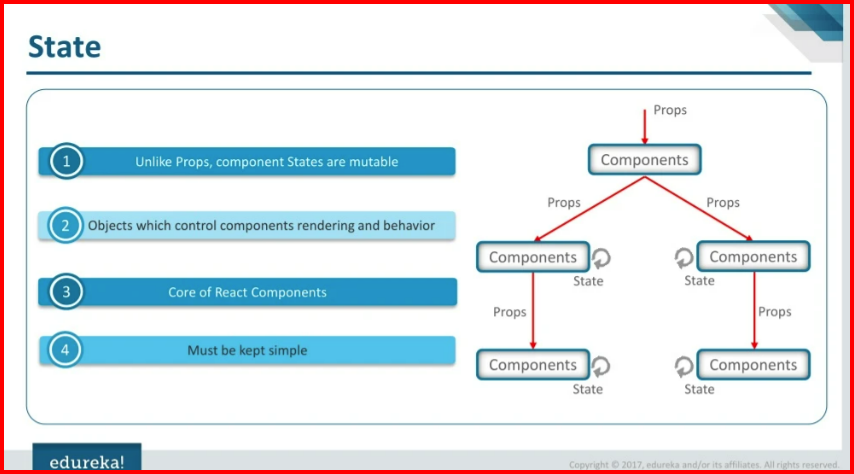 State
1
Unlike Props, component States are mutable
2
Objects which control components rendering and behavior
3
Core of React Components
4
Must be kept simple
Props
Components
Props
Props
Components
State
Components
State
Props
Props
Components
State
Components
State
edureka!
Copyright © 2017, edureka and/or its affiliates. All rights reserved.